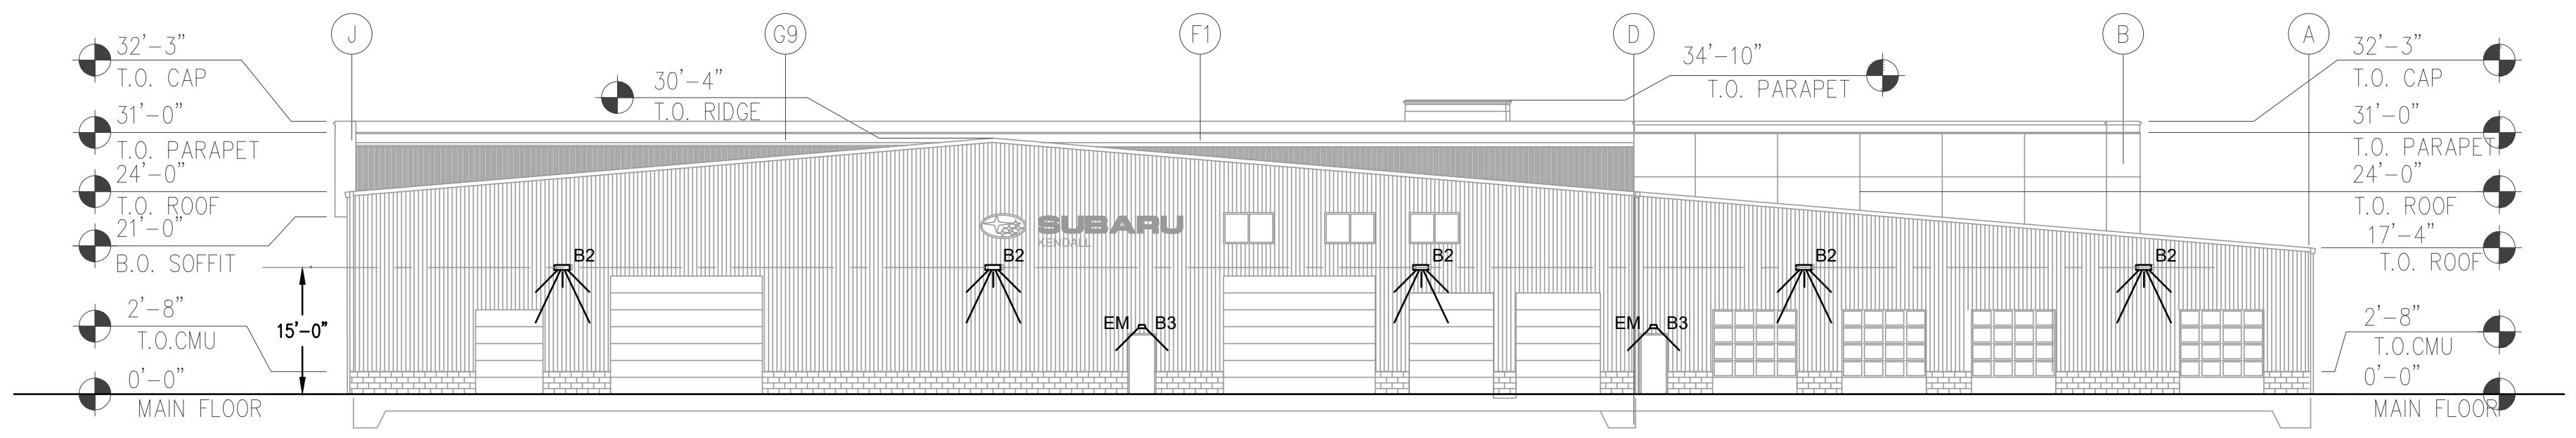 J
G9
F1
D
B
A
32'-3"
T.O. CAP
31'-0"
T.O. PARAPET
24'-0"
T.O. ROOF
21'-0"
B.O. SOFFIT
2'-8"
T.O.CMU
0'-0"
MAIN FLOOR
15'-0"
30'-4"
T.O. RIDGE
34'-10"
T.O. PARAPET
SUBARU
KENDALL
B2
B2
B2
B2
B2
EM B3
EM B3
32'-3"
T.O. CAP
31'-0"
T.O. PARAPET
24'-0"
T.O. ROOF
17'-4"
T.O. ROOF
2'-8"
T.O.CMU
0'-0"
MAIN FLOOR